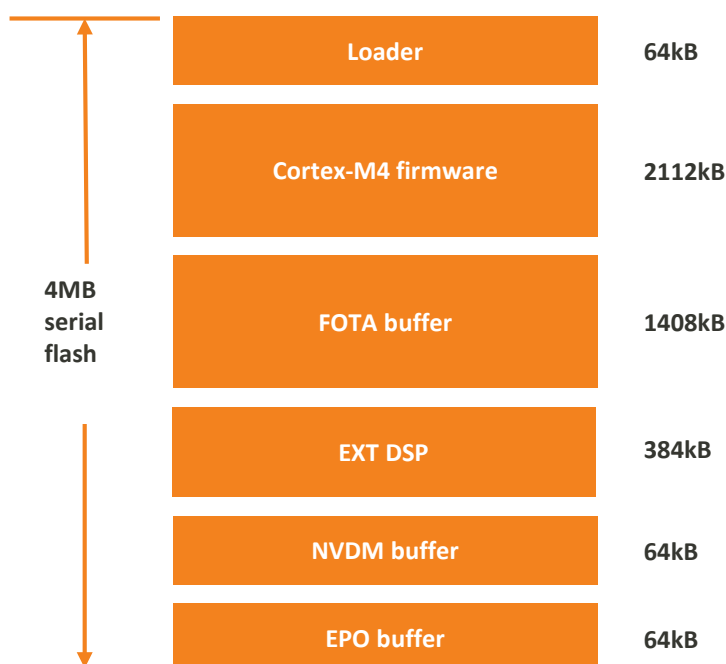 Loader 64kB
Cortex-M4 firmware 2112kB
4MB
serial
flash
FOTA buffer 1408kB
EXT DSP 384kB
NVDM buffer 64kB
EPO buffer 64kB